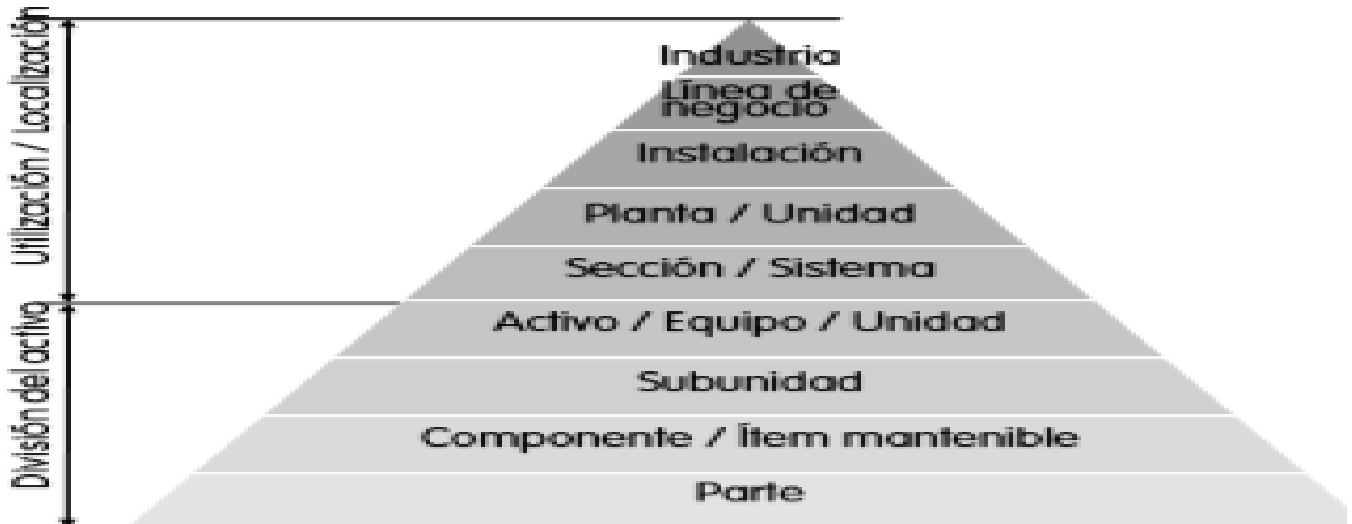 Utilización / Localización
División del activo
Industria
Línea de
negocio
Instalación
Planta / Unidad
Sección / Sistema
Activo / Equipo / Unidad
Subunidad
Componente / Ítem mantenible
Parte